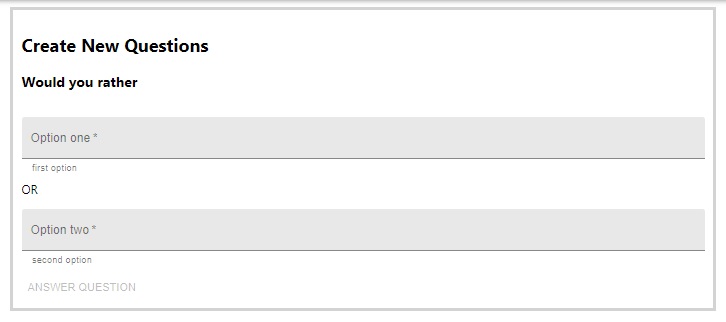 Create New Questions
Would you rather
Option one *
first option
OR
Option two *
second option
ANSWER QUESTION